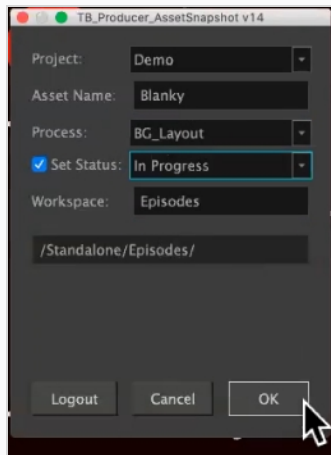 TB_Producer_AssetSnapshot v14
Project: Demo
Asset Name: Blanky
Process: BG_Layout
Set Status: In Progress
Workspace: Episodes
/Standalone/Episodes/
Logout Cancel OK